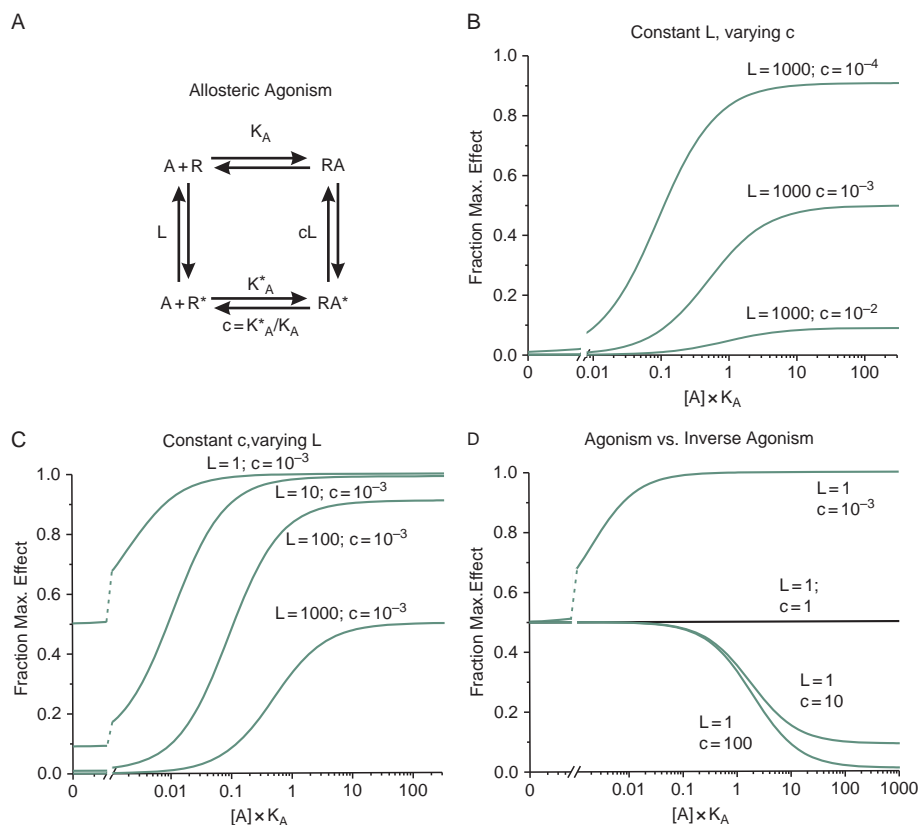 A
Allosteric Agonism
K_A
A + R
RA
L
cL
K*_A
A + R*
RA*
c = K*_A/K_A
B
Constant L, varying c
Fraction Max. Effect
1.0
0.8
0.6
0.4
0.2
0.0
L = 1000; c = 10⁻⁴
L = 1000 c = 10⁻³
L = 1000; c = 10⁻²
0
0.01
0.1
1
10
100
[A] × K_A
C
Constant c,varying L
Fraction Max. Effect
1.0
0.8
0.6
0.4
0.2
0.0
L = 1; c = 10⁻³
L = 10; c = 10⁻³
L = 100; c = 10⁻³
L = 1000; c = 10⁻³
0
0.01
0.1
1
10
100
[A] × K_A
D
Agonism vs. Inverse Agonism
Fraction Max. Effect
1.0
0.8
0.6
0.4
0.2
0.0
L = 1
c = 10⁻³
L = 1;
c = 1
L = 1
c = 10
L = 1
c = 100
0
0.01
0.1
1
10
100
1000
[A] × K_A